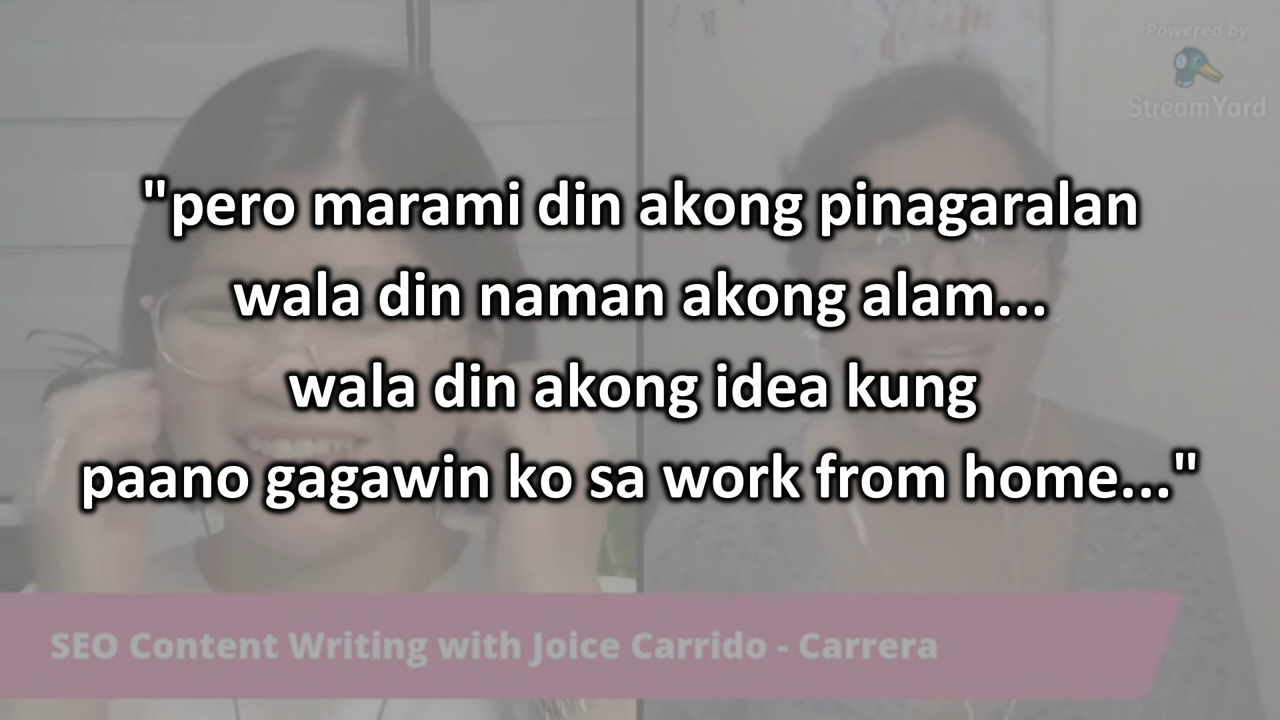 Powered by
StreamYard
"pero marami din akong pinagaralan
wala din naman akong alam...
wala din akong idea kung
paano gagawin ko sa work from home..."
SEO Content Writing with Joice Carrido - Carrera